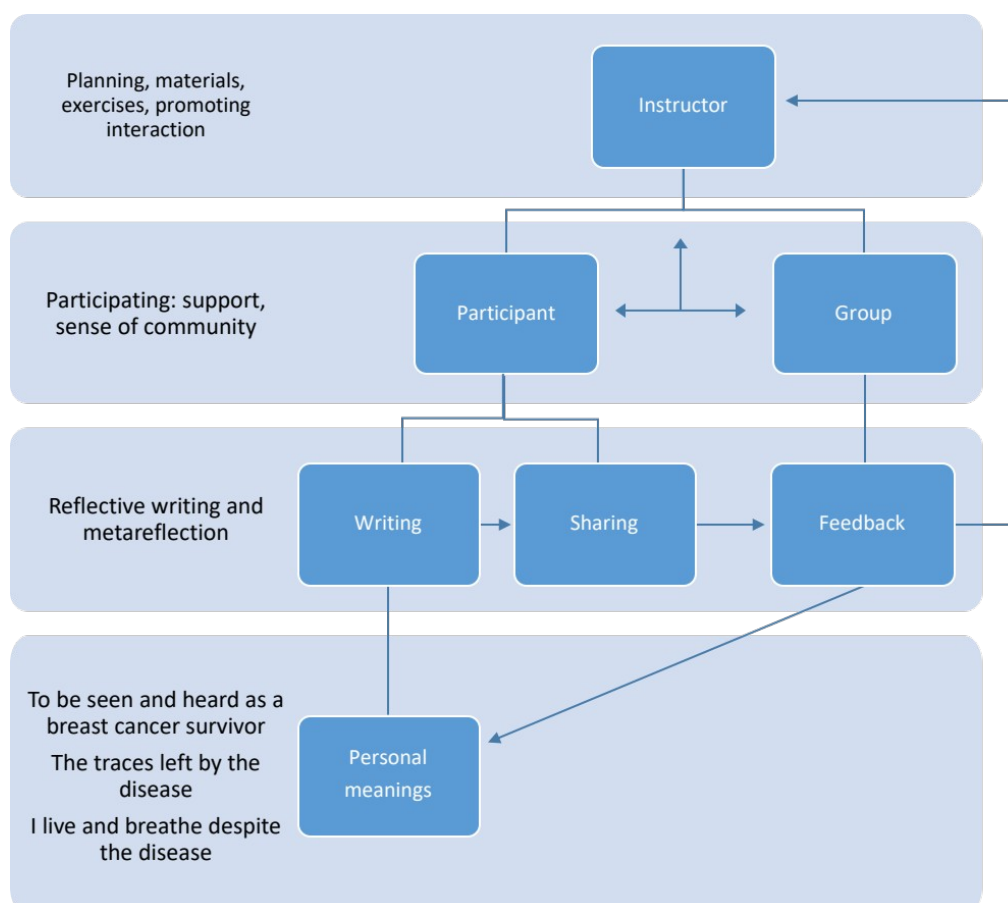 Planning, materials,
exercises, promoting
interaction
Instructor
Participating: support,
sense of community
Participant
Group
Reflective writing and
metareflection
Writing
Sharing
Feedback
To be seen and heard as a
breast cancer survivor
The traces left by the
disease
I live and breathe despite
the disease
Personal
meanings